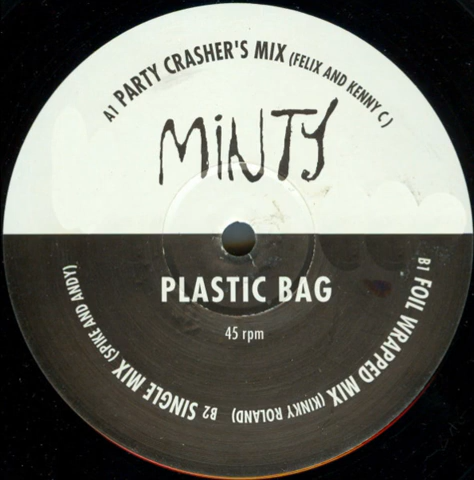 A1 PARTY CRASHER'S MIX (FELIX AND KENNY C)
MINTY
PLASTIC BAG
45 rpm
B1 FOIL WRAPPED MIX (KINKY ROLAND)
B2 SINGLE MIX (SPIKE AND ANDY)